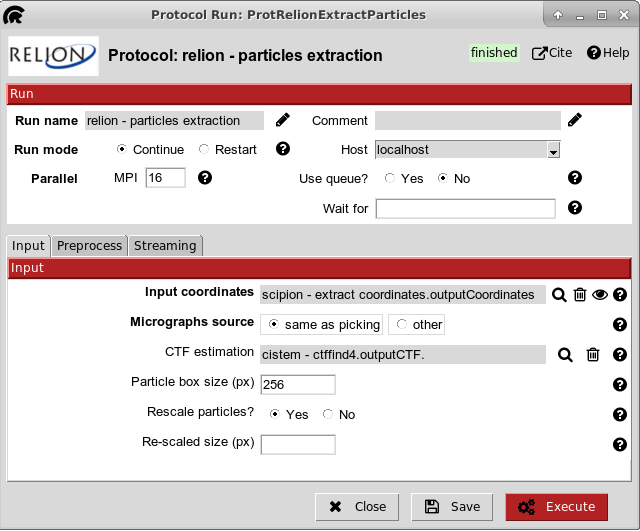 Protocol Run: ProtRelionExtractParticles
RELION Protocol: relion - particles extraction finished Cite Help
Run
Run name relion - particles extraction Comment
Run mode Continue Restart Host localhost
Parallel MPI 16 Use queue? Yes No
Wait for
Input Preprocess Streaming
Input
Input coordinates scipion - extract coordinates.outputCoordinates
Micrographs source same as picking other
CTF estimation cistem - ctffind4.outputCTF.
Particle box size (px) 256
Rescale particles? Yes No
Re-scaled size (px)
Close Save Execute